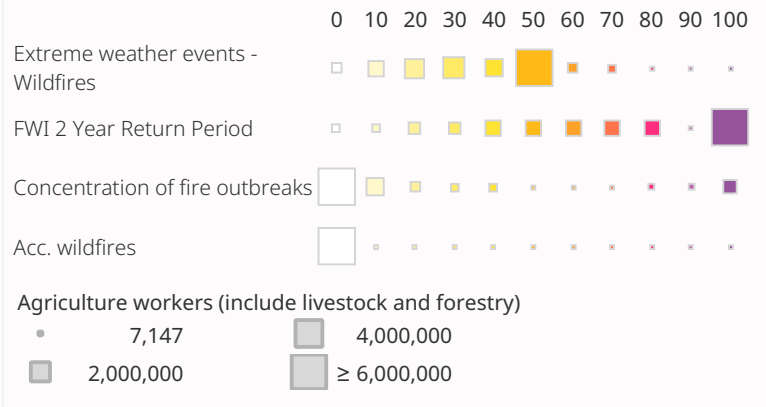 0 10 20 30 40 50 60 70 80 90 100
Extreme weather events -
Wildfires
FWI 2 Year Return Period
Concentration of fire outbreaks
Acc. wildfires
Agriculture workers (include livestock and forestry)
7,147 4,000,000
2,000,000 ≥ 6,000,000